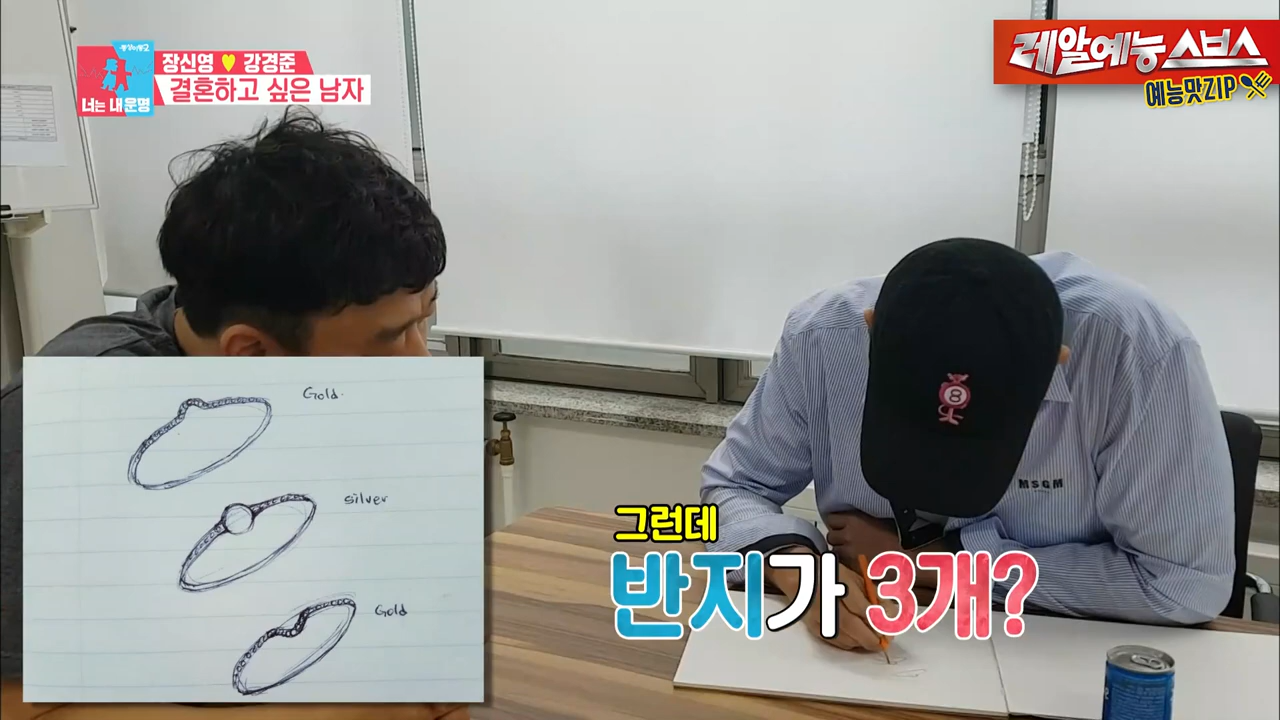 동상이몽2
너는 내 운명
장신영 ♥ 강경준
결혼하고 싶은 남자
레알예능 스브스
예능맛ZIP
Gold.
silver
Gold
8
MSGM
그런데
반지가 3개?